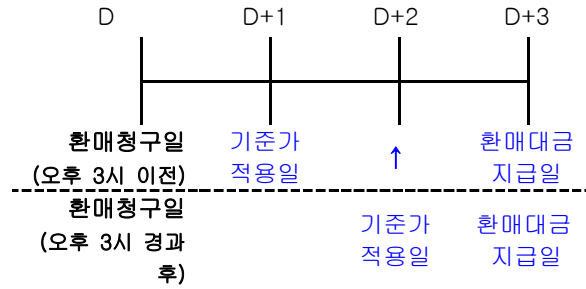 D D+1 D+2 D+3
환매청구일 기준가 ↑ 환매대금
(오후 3시 이전) 적용일 지급일
환매청구일 기준가 환매대금
(오후 3시 경과 적용일 지급일
후)